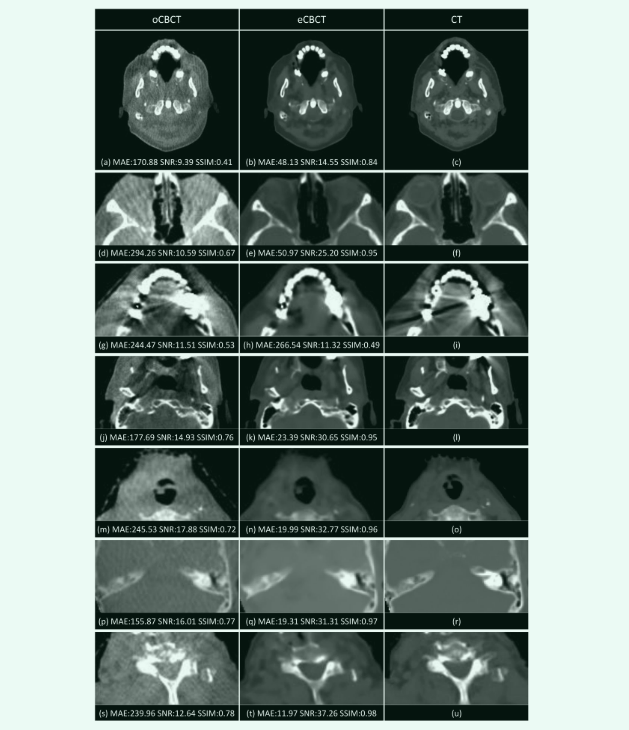 oCBCT eCBCT CT
(a) MAE:170.88 SNR:9.39 SSIM:0.41 (b) MAE:48.13 SNR:14.55 SSIM:0.84 (c)
(d) MAE:294.26 SNR:10.59 SSIM:0.67 (e) MAE:50.97 SNR:25.20 SSIM:0.95 (f)
(g) MAE:244.47 SNR:11.51 SSIM:0.53 (h) MAE:266.54 SNR:11.32 SSIM:0.49 (i)
(j) MAE:177.69 SNR:14.93 SSIM:0.76 (k) MAE:23.39 SNR:30.65 SSIM:0.95 (l)
(m) MAE:245.53 SNR:17.88 SSIM:0.72 (n) MAE:19.99 SNR:32.77 SSIM:0.96 (o)
(p) MAE:155.87 SNR:16.01 SSIM:0.77 (q) MAE:19.31 SNR:31.31 SSIM:0.97 (r)
(s) MAE:239.96 SNR:12.64 SSIM:0.78 (t) MAE:11.97 SNR:37.26 SSIM:0.98 (u)